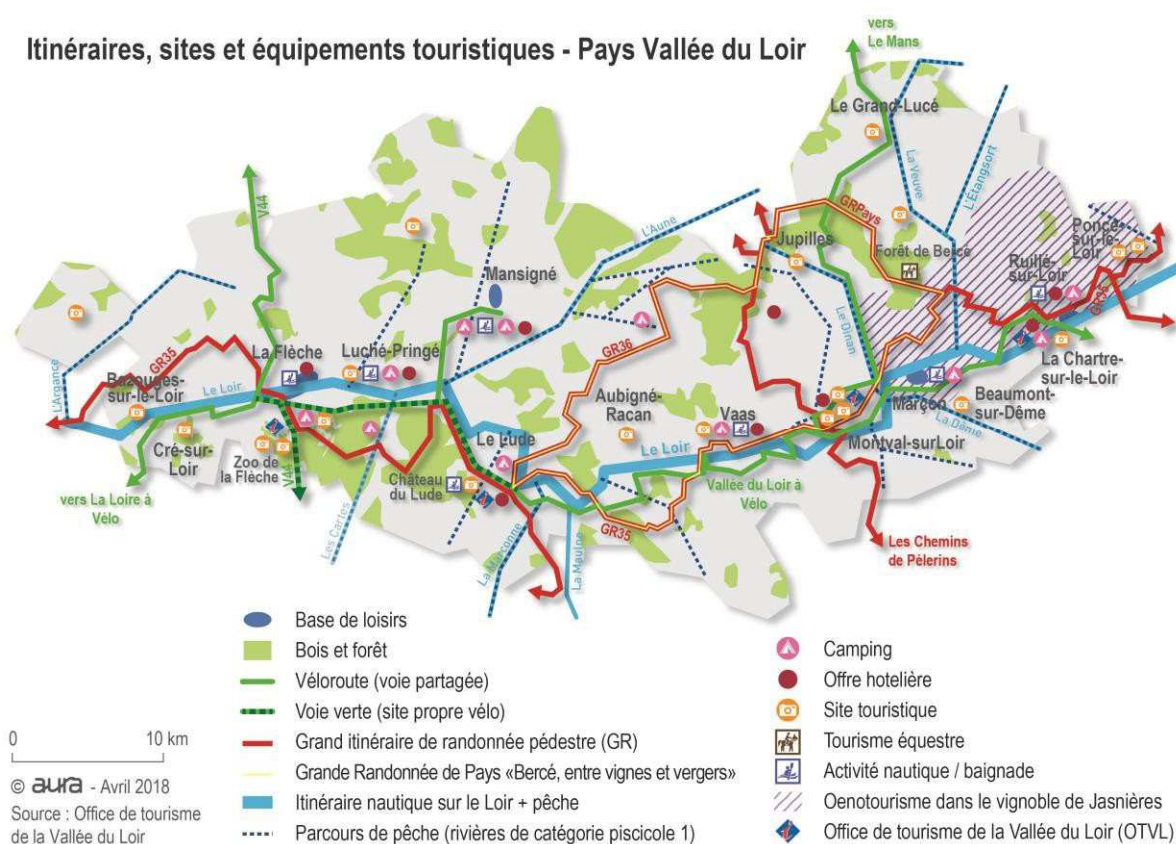 Itinéraires, sites et équipements touristiques - Pays Vallée du Loir
vers
Le Mans
Le Grand-Lucé
La Veuve
L'Étangsort
V44
L'Aune
GRPays
Jupilles
Forêt de Bercé
Poncé-
sur-le-
Loir
Ruillé-
sur-Loir
GR35
Mansigné
Le Dinan
GR36
La Flèche
Luché-Pringé
GR35
L'Argance
Bazouges-
sur-le-Loir
Le Loir
La Chartre-
sur-le-Loir
Aubigné-
Racan
Vaas
Marçon
Beaumont-
sur-Dême
La Dême
Le Lude
Le Loir
Montval-surLoir
Cré-sur-
Loir
Zoo de
la Flèche
V44
Château
du Lude
Vallée du Loir à
Vélo
vers La Loire à
Vélo
Les Cartes
La Marconne
La Maulne
GR35
Les Chemins
de Pélerins
Base de loisirs
Bois et forêt
Véloroute (voie partagée)
Voie verte (site propre vélo)
Grand itinéraire de randonnée pédestre (GR)
Grande Randonnée de Pays «Bercé, entre vignes et vergers»
Itinéraire nautique sur le Loir + pêche
Parcours de pêche (rivières de catégorie piscicole 1)
Camping
Offre hotelière
Site touristique
Tourisme équestre
Activité nautique / baignade
Oenotourisme dans le vignoble de Jasnières
Office de tourisme de la Vallée du Loir (OTVL)
0 10 km
© aura - Avril 2018
Source : Office de tourisme
de la Vallée du Loir